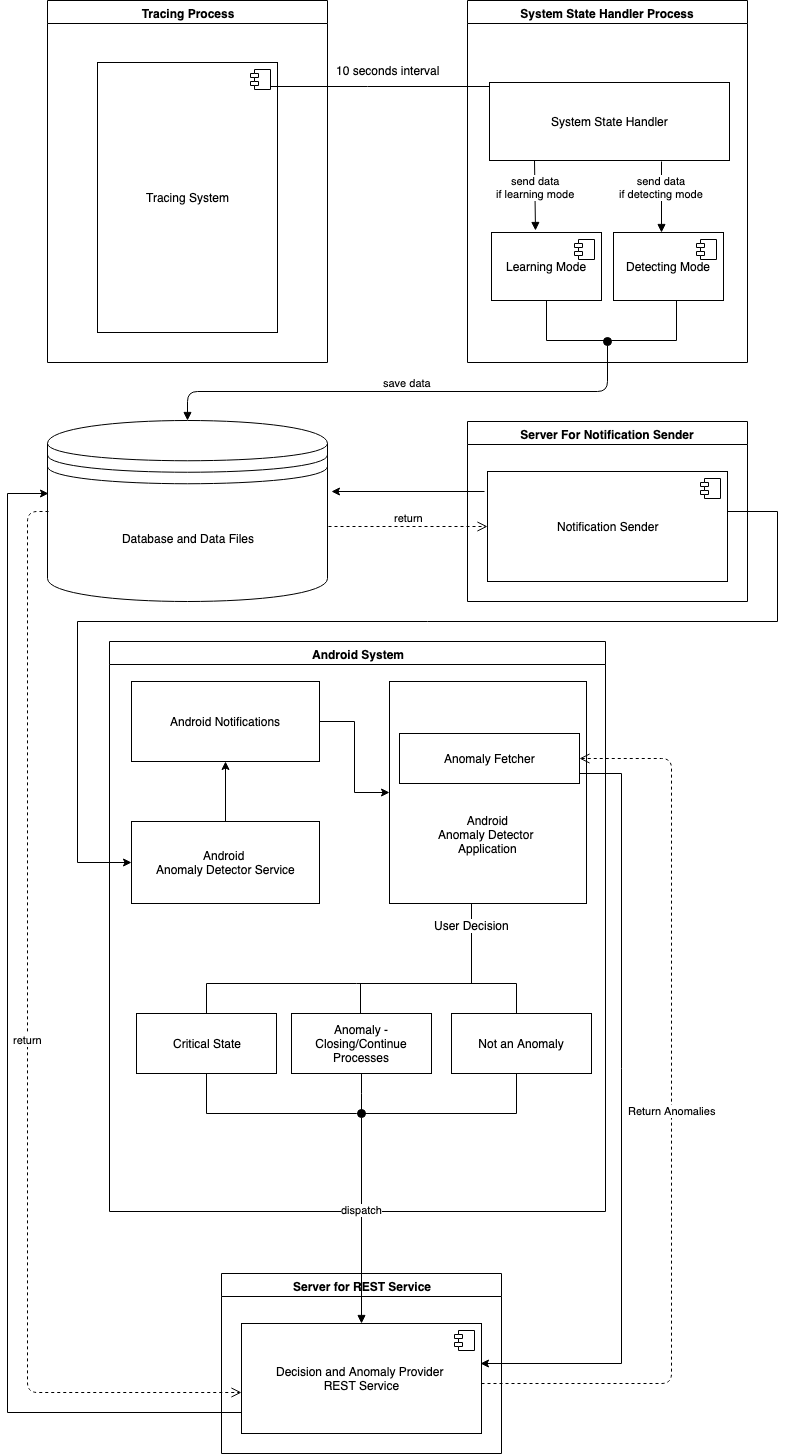 Tracing Process
System State Handler Process
10 seconds interval
Tracing System
System State Handler
send data
if learning mode
send data
if detecting mode
Learning Mode
Detecting Mode
save data
Database and Data Files
Server For Notification Sender
return
Notification Sender
Android System
Android Notifications
Anomaly Fetcher
Android
Anomaly Detector
Application
Android
Anomaly Detector Service
User Decision
Critical State
Anomaly -
Closing/Continue
Processes
Not an Anomaly
return
Return Anomalies
dispatch
Server for REST Service
Decision and Anomaly Provider
REST Service